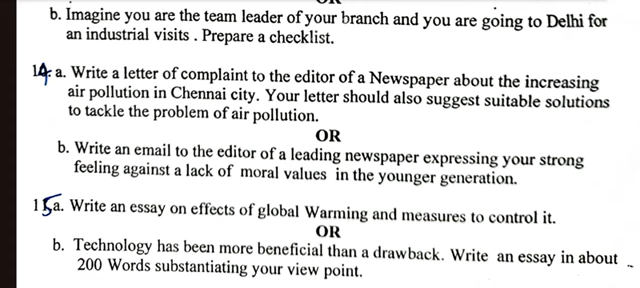 OR
b. Imagine you are the team leader of your branch and you are going to Delhi for
an industrial visits . Prepare a checklist.
14. a. Write a letter of complaint to the editor of a Newspaper about the increasing
air pollution in Chennai city. Your letter should also suggest suitable solutions
to tackle the problem of air pollution.
OR
b. Write an email to the editor of a leading newspaper expressing your strong
feeling against a lack of moral values in the younger generation.
15a. Write an essay on effects of global Warming and measures to control it.
OR
b. Technology has been more beneficial than a drawback. Write an essay in about
200 Words substantiating your view point.